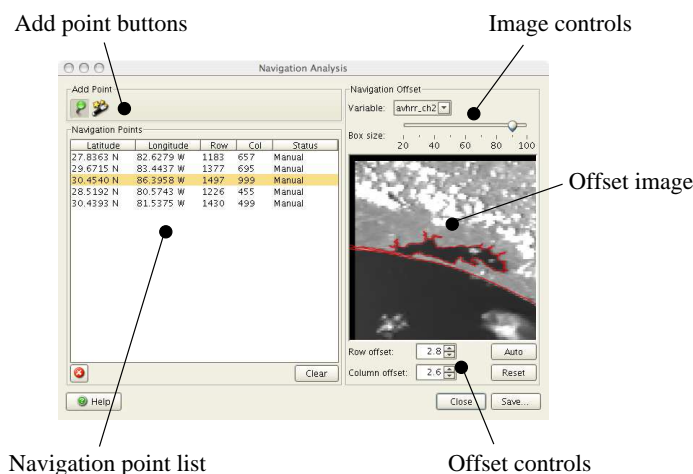 Add point buttons
Image controls
Navigation Analysis
Add Point
Navigation Offset
Variable: avhrr_ch2
Box size:
20 40 60 80 100
Navigation Points
Latitude Longitude Row Col Status
27.8363 N 82.6279 W 1183 657 Manual
29.6715 N 83.4437 W 1377 695 Manual
30.4540 N 86.3958 W 1497 999 Manual
28.5192 N 80.5743 W 1226 455 Manual
30.4393 N 81.5375 W 1430 499 Manual
Offset image
Row offset: 2.8 Auto
Clear
Column offset: 2.6 Reset
Help
Close Save...
Navigation point list
Offset controls